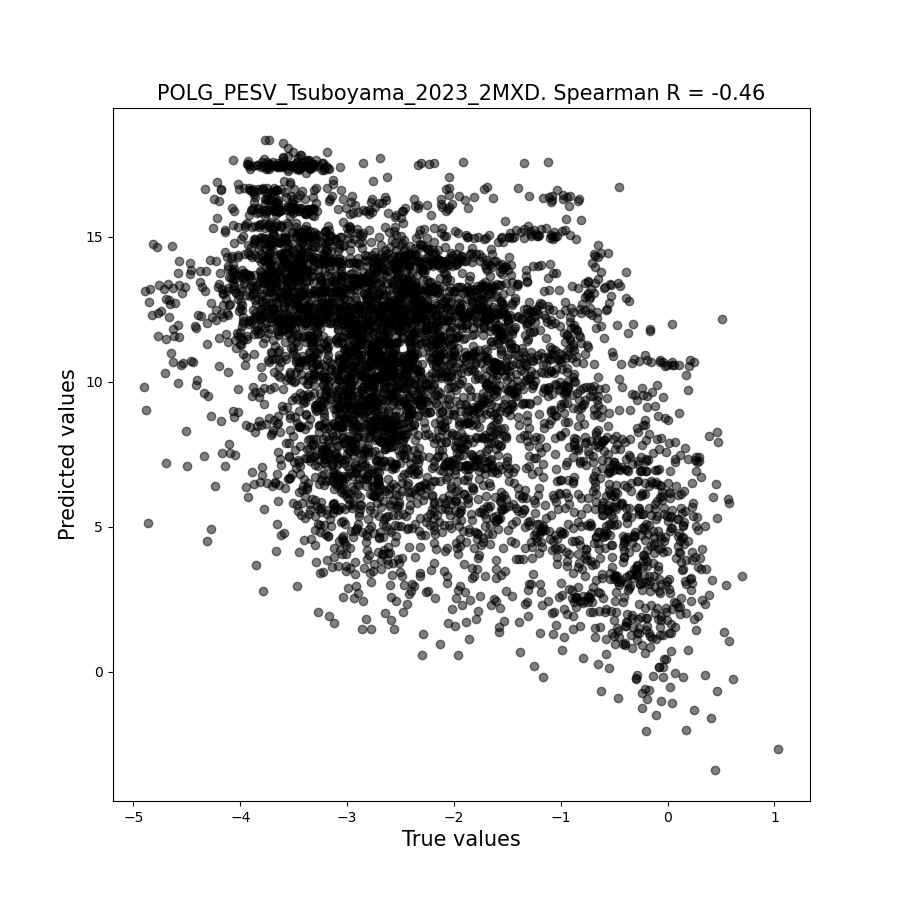 POLG_PESV_Tsuboyama_2023_2MXD. Spearman R = -0.46
15
10
5
0
Predicted values
−5 −4 −3 −2 −1 0 1
True values